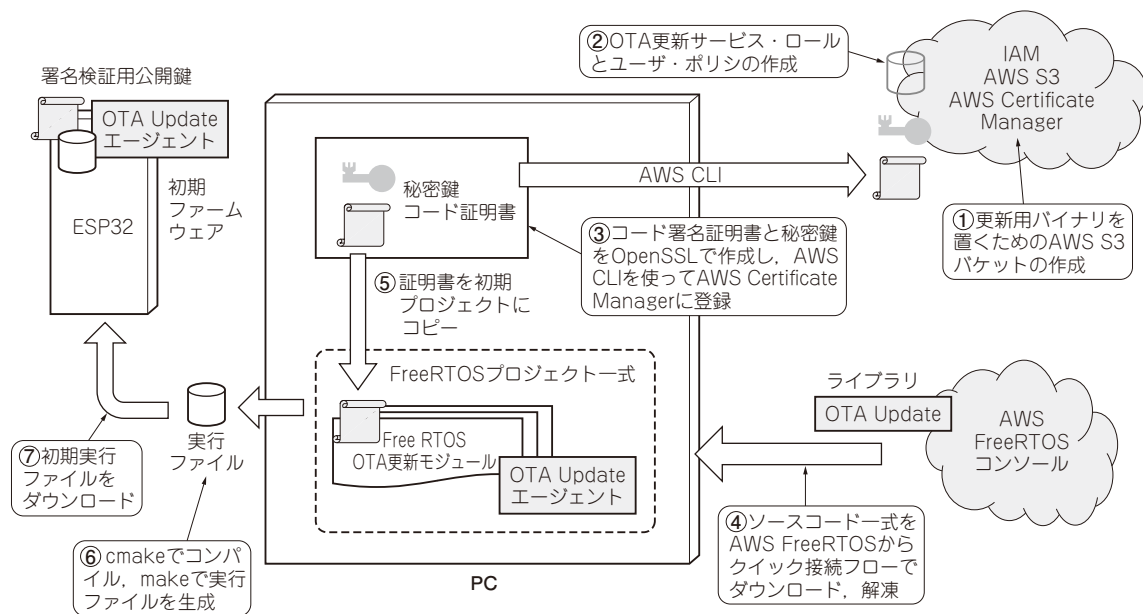 ②OTA更新サービス・ロール
とユーザ・ポリシの作成
IAM
AWS S3
AWS Certificate
Manager
署名検証用公開鍵
OTA Update
エージェント
ESP32
初期
ファーム
ウェア
秘密鍵
コード証明書
AWS CLI
①更新用バイナリを
置くためのAWS S3
バケットの作成
③コード署名証明書と秘密鍵
をOpenSSLで作成し，AWS
CLIを使ってAWS Certificate
Managerに登録
⑤証明書を初期
プロジェクトに
コピー
FreeRTOSプロジェクト一式
Free RTOS
OTA更新モジュール
OTA Update
エージェント
ライブラリ
OTA Update
AWS
FreeRTOS
コンソール
実行
ファイル
⑦初期実行
ファイルを
ダウンロード
④ソースコード一式を
AWS FreeRTOSから
クイック接続フローで
ダウンロード，解凍
⑥cmakeでコンパ
イル，makeで実行
ファイルを生成
PC